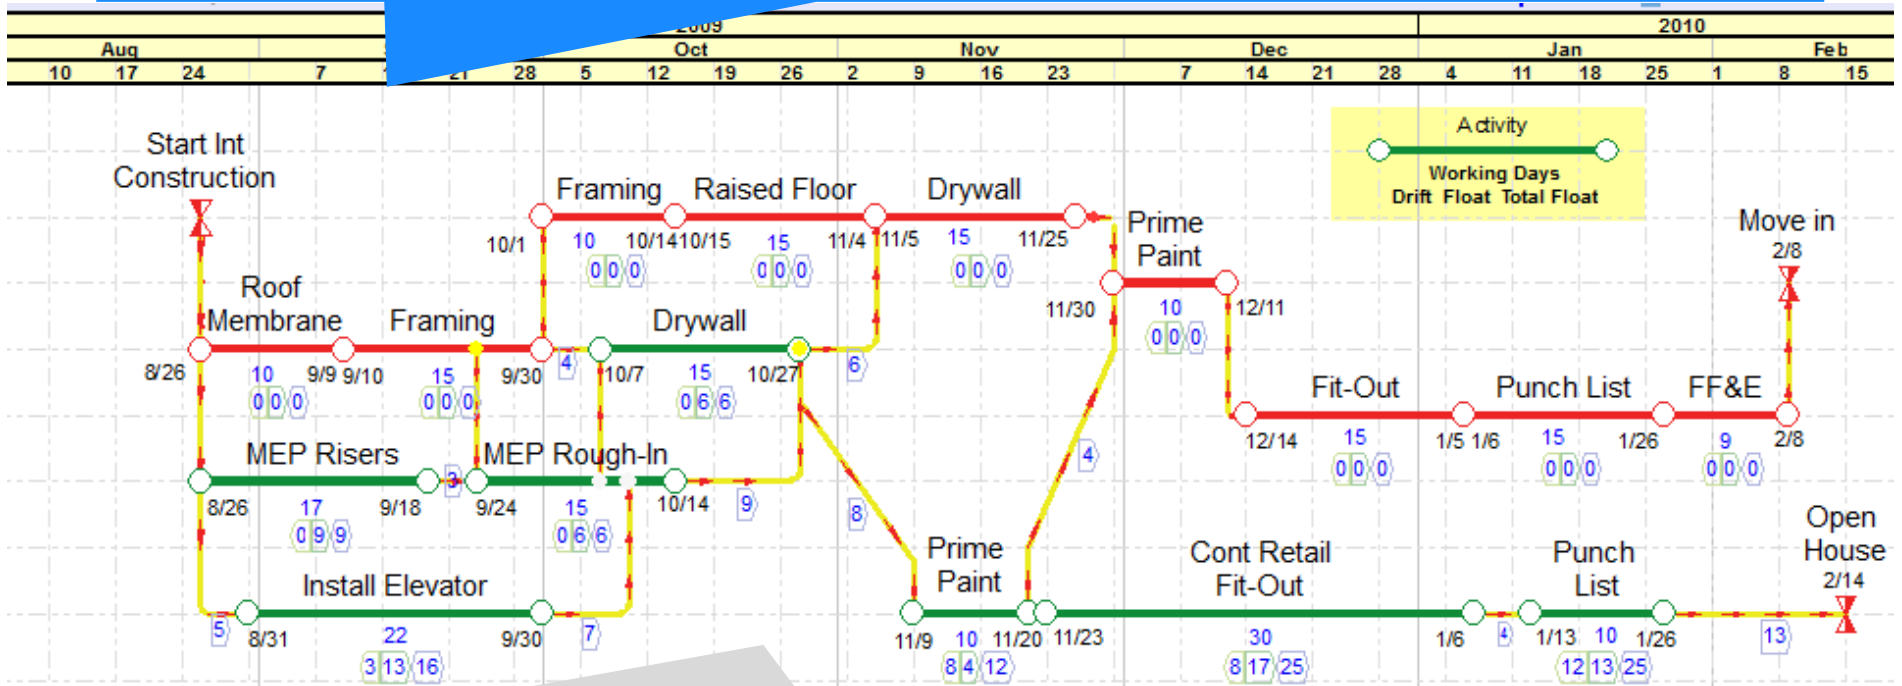 2009 2010
Aug Oct Nov Dec Jan Feb
10 17 24 7 21 28 5 12 19 26 2 9 16 23 7 14 21 28 4 11 18 25 1 8 15
Activity
Working Days
Drift Float Total Float
Start Int
Construction
Framing Raised Floor Drywall
10/1 10 10/14 10/15 15 11/4 11/5 15 11/25
0 0 0 0 0 0 0 0 0
Prime
Paint
11/30 10 12/11
0 0 0
Move in
2/8
Roof
Membrane Framing Drywall
8/26 10 9/9 9/10 15 9/30 4 10/7 15 10/27 6
0 0 0 0 0 0 0 6 6
Fit-Out Punch List FF&E
12/14 15 1/5 1/6 15 1/26 9 2/8
0 0 0 0 0 0 0 0 0
MEP Risers MEP Rough-In
8/26 17 9/18 3 9/24 15 10/14 9
0 9 9 0 6 6
8 4
Install Elevator
5 8/31 22 9/30 7
3 13 16
Prime
Paint
11/9 10 11/20
8 4 12
Cont Retail
Fit-Out
11/23 30 1/6 4
8 17 25
Punch
List
1/13 10 1/26 13
12 13 25
Open
House
2/14